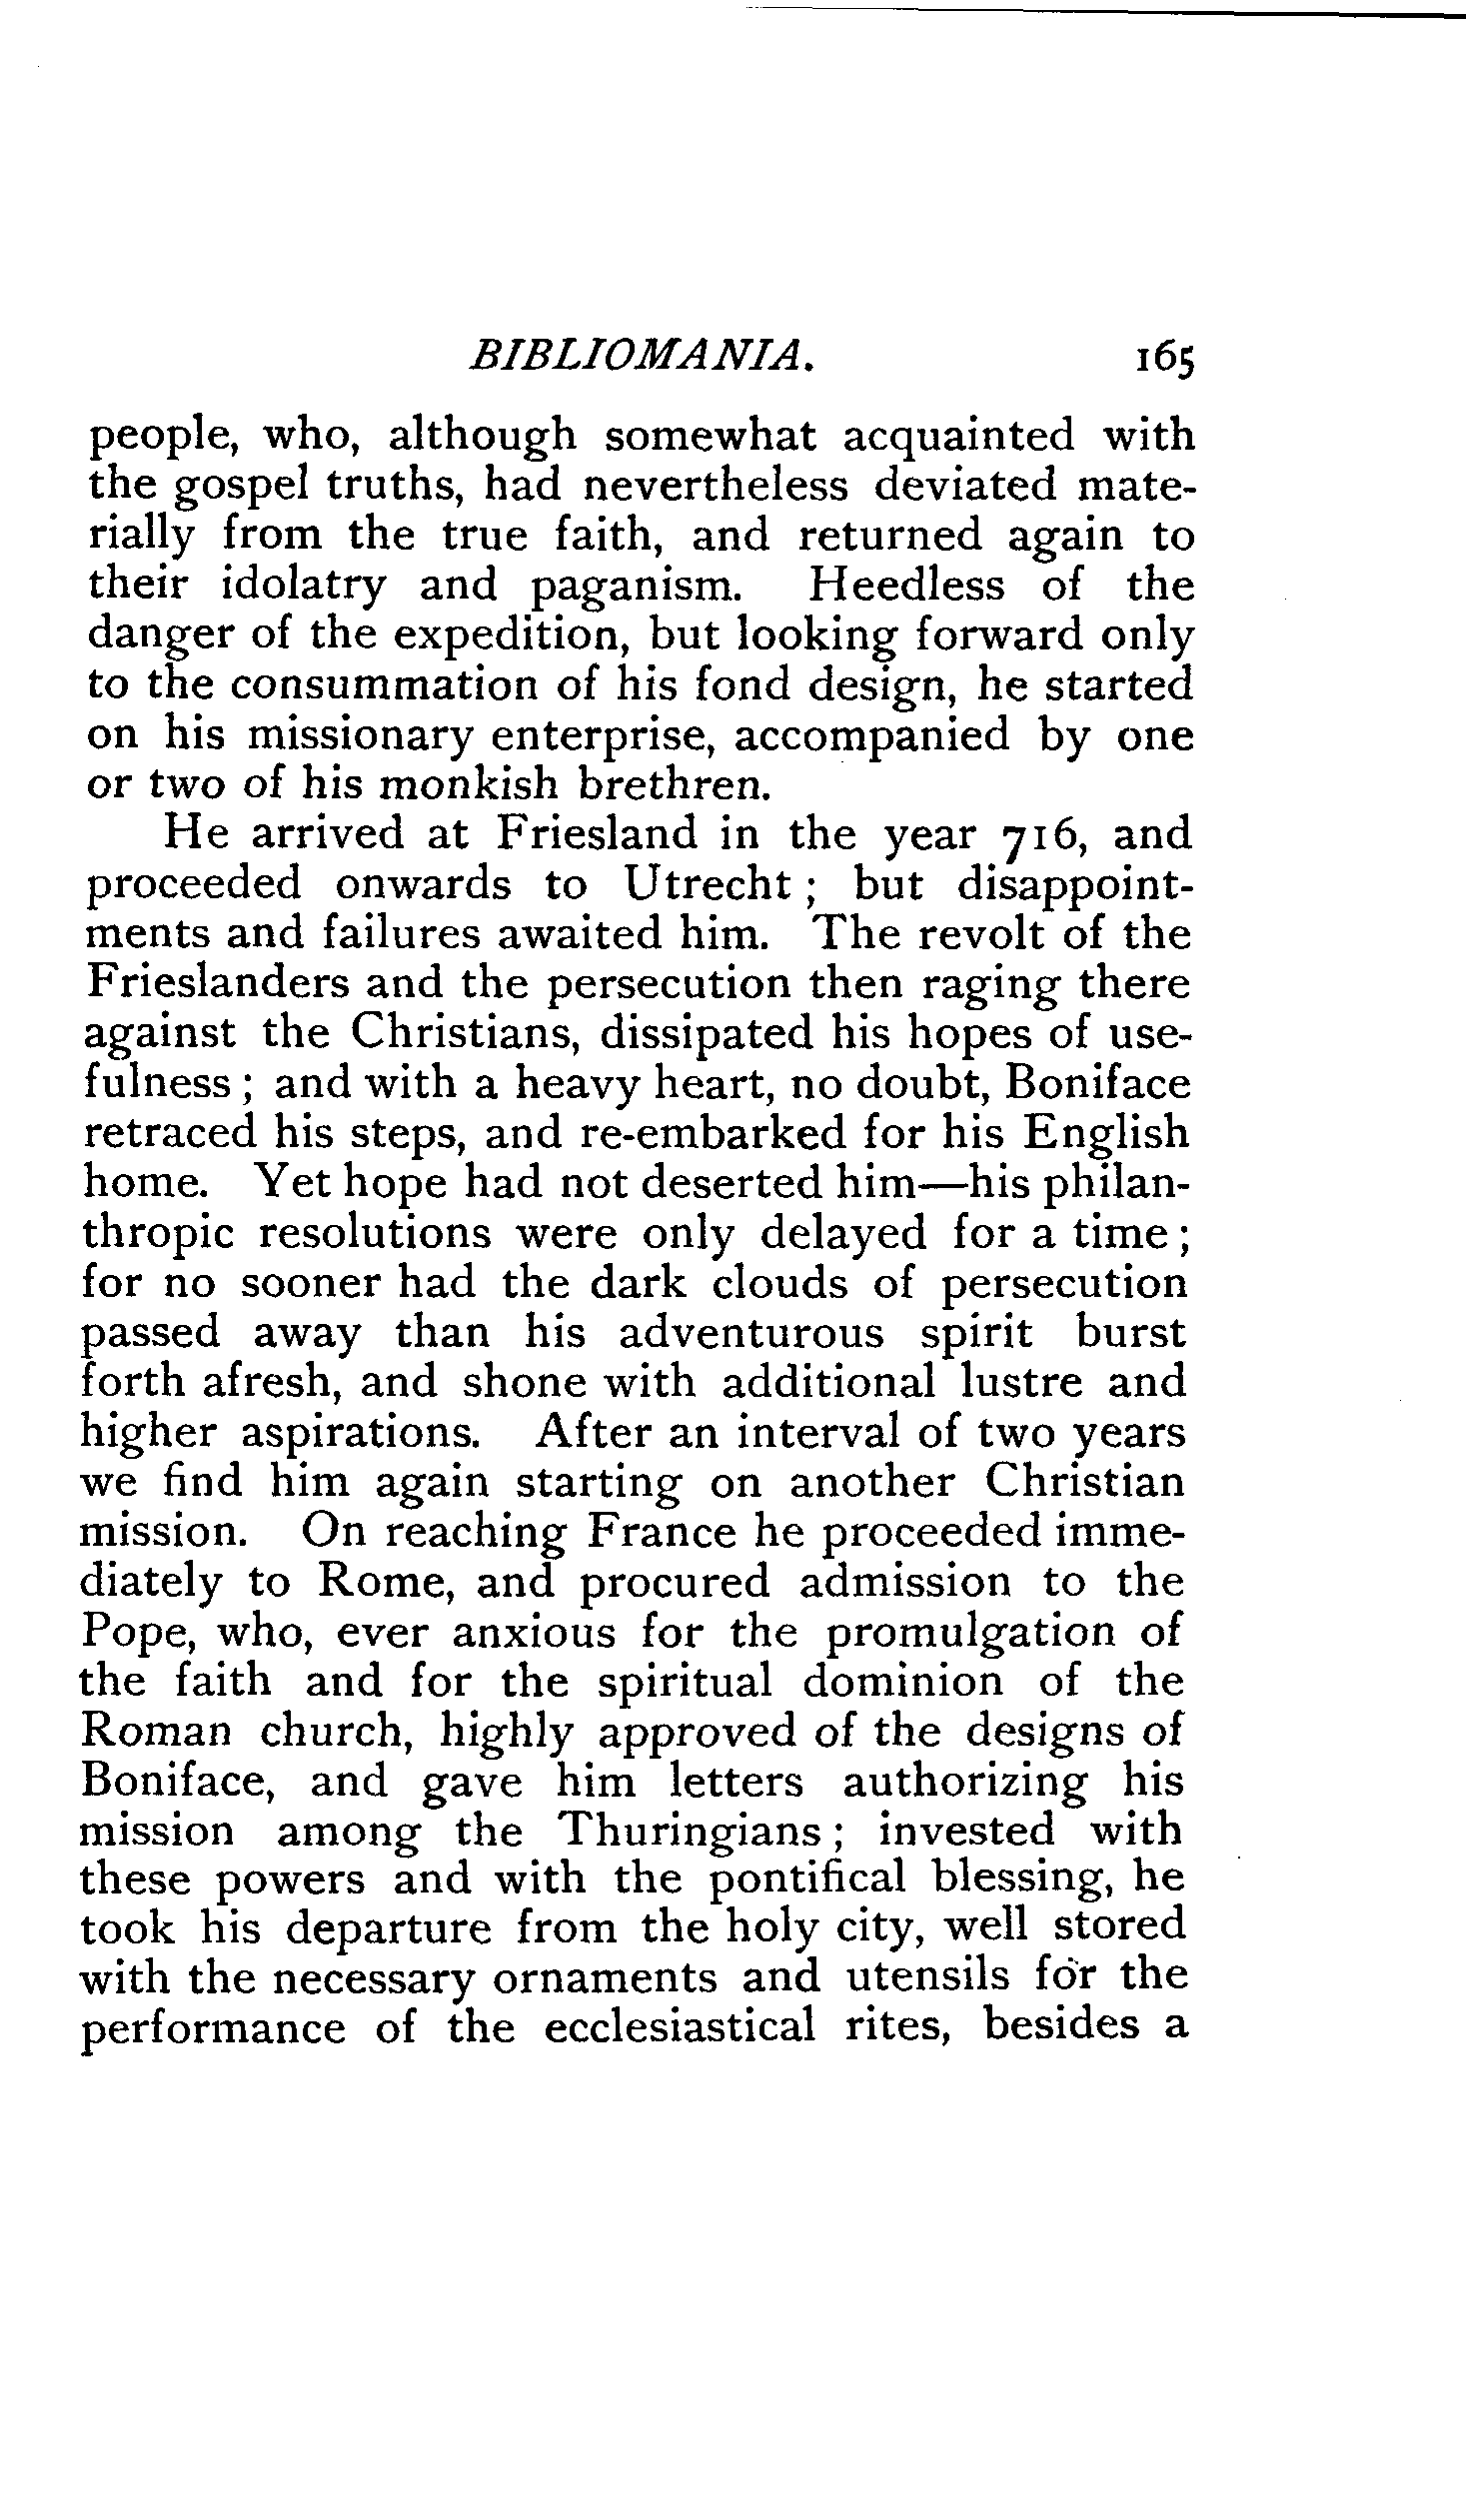 BIBLIOMANIA. 165
people, who, although somewhat acquainted with
the gospel truths, had nevertheless deviated mate-
rially from the true faith, and returned again to
their idolatry and paganism. Heedless of the
danger of the expedition, but looking forward only
to the consummation of his fond design, he started
on his missionary enterprise, accompanied by one
or two of his monkish brethren.
He arrived at Friesland in the year 716, and
proceeded onwards to Utrecht ; but disappoint-
ments and failures awaited him. The revolt of the
Frieslanders and the persecution then raging there
against the Christians, dissipated his hopes of use-
fulness ; and with a heavy heart, no doubt, Boniface
retraced his steps, and re-embarked for his English
home. Yet hope had not deserted him—his philan-
thropic resolutions were only delayed for a time ;
for no sooner had the dark clouds of persecution
passed away than his adventurous spirit burst
forth afresh, and shone with additional lustre and
higher aspirations. After an interval of two years
we find him again starting on another Christian
mission. On reaching France he proceeded imme-
diately to Rome, and procured admission to the
Pope, who, ever anxious for the promulgation of
the faith and for the spiritual dominion of the
Roman church, highly approved of the designs of
Boniface, and gave him letters authorizing his
mission among the Thuringians ; invested with
these powers and with the pontifical blessing, he
took his departure from the holy city, well stored
with the necessary ornaments and utensils for the
performance of the ecclesiastical rites, besides a